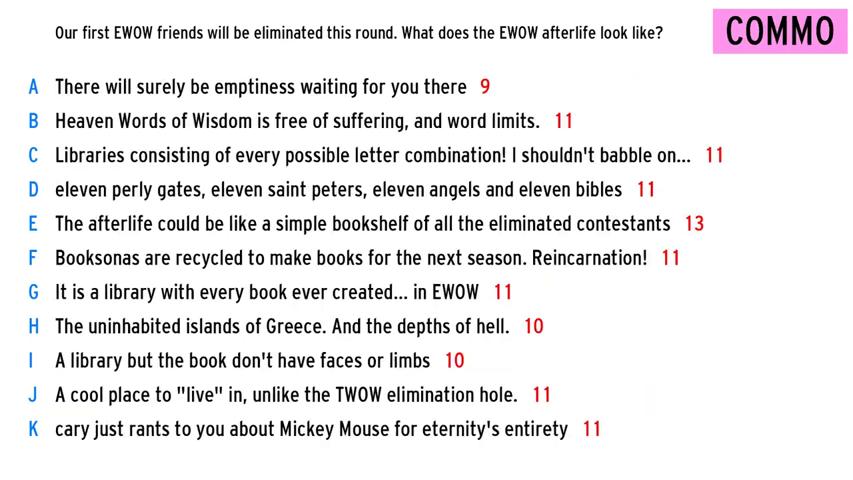 Our first EWOW friends will be eliminated this round. What does the EWOW afterlife look like?
COMMO
A There will surely be emptiness waiting for you there 9
B Heaven Words of Wisdom is free of suffering, and word limits. 11
C Libraries consisting of every possible letter combination! I shouldn't babble on... 11
D eleven perly gates, eleven saint peters, eleven angels and eleven bibles 11
E The afterlife could be like a simple bookshelf of all the eliminated contestants 13
F Booksonas are recycled to make books for the next season. Reincarnation! 11
G It is a library with every book ever created... in EWOW 11
H The uninhabited islands of Greece. And the depths of hell. 10
I A library but the book don't have faces or limbs 10
J A cool place to "live" in, unlike the TWOW elimination hole. 11
K cary just rants to you about Mickey Mouse for eternity's entirety 11